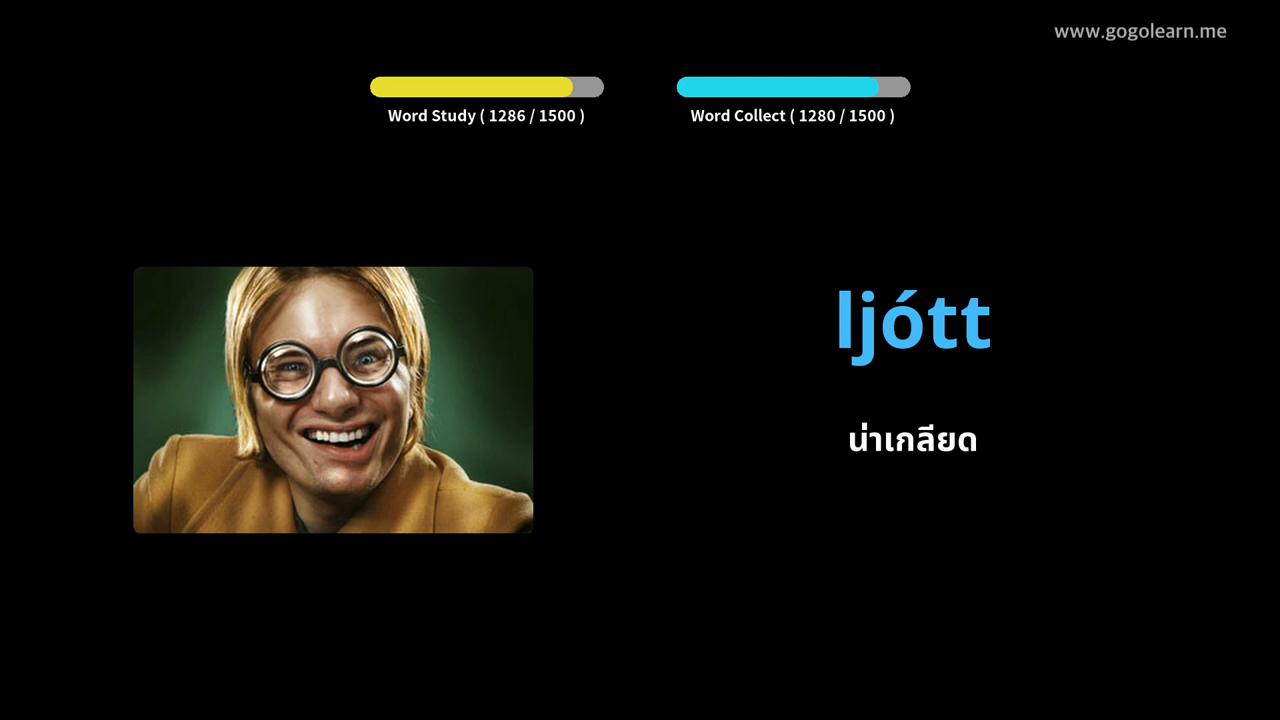 www.gogolearn.me
Word Study ( 1286 / 1500 )
Word Collect ( 1280 / 1500 )
ljótt
น่าเกลียด